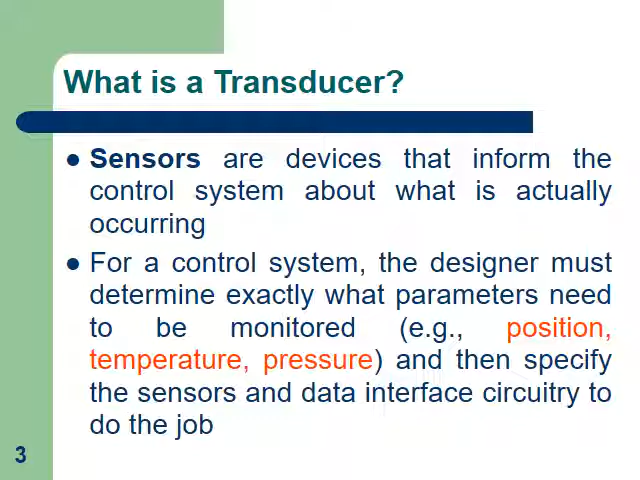 What is a Transducer?
● Sensors are devices that inform the
control system about what is actually
occurring
● For a control system, the designer must
determine exactly what parameters need
to be monitored (e.g., position,
temperature, pressure) and then specify
the sensors and data interface circuitry to
do the job
3